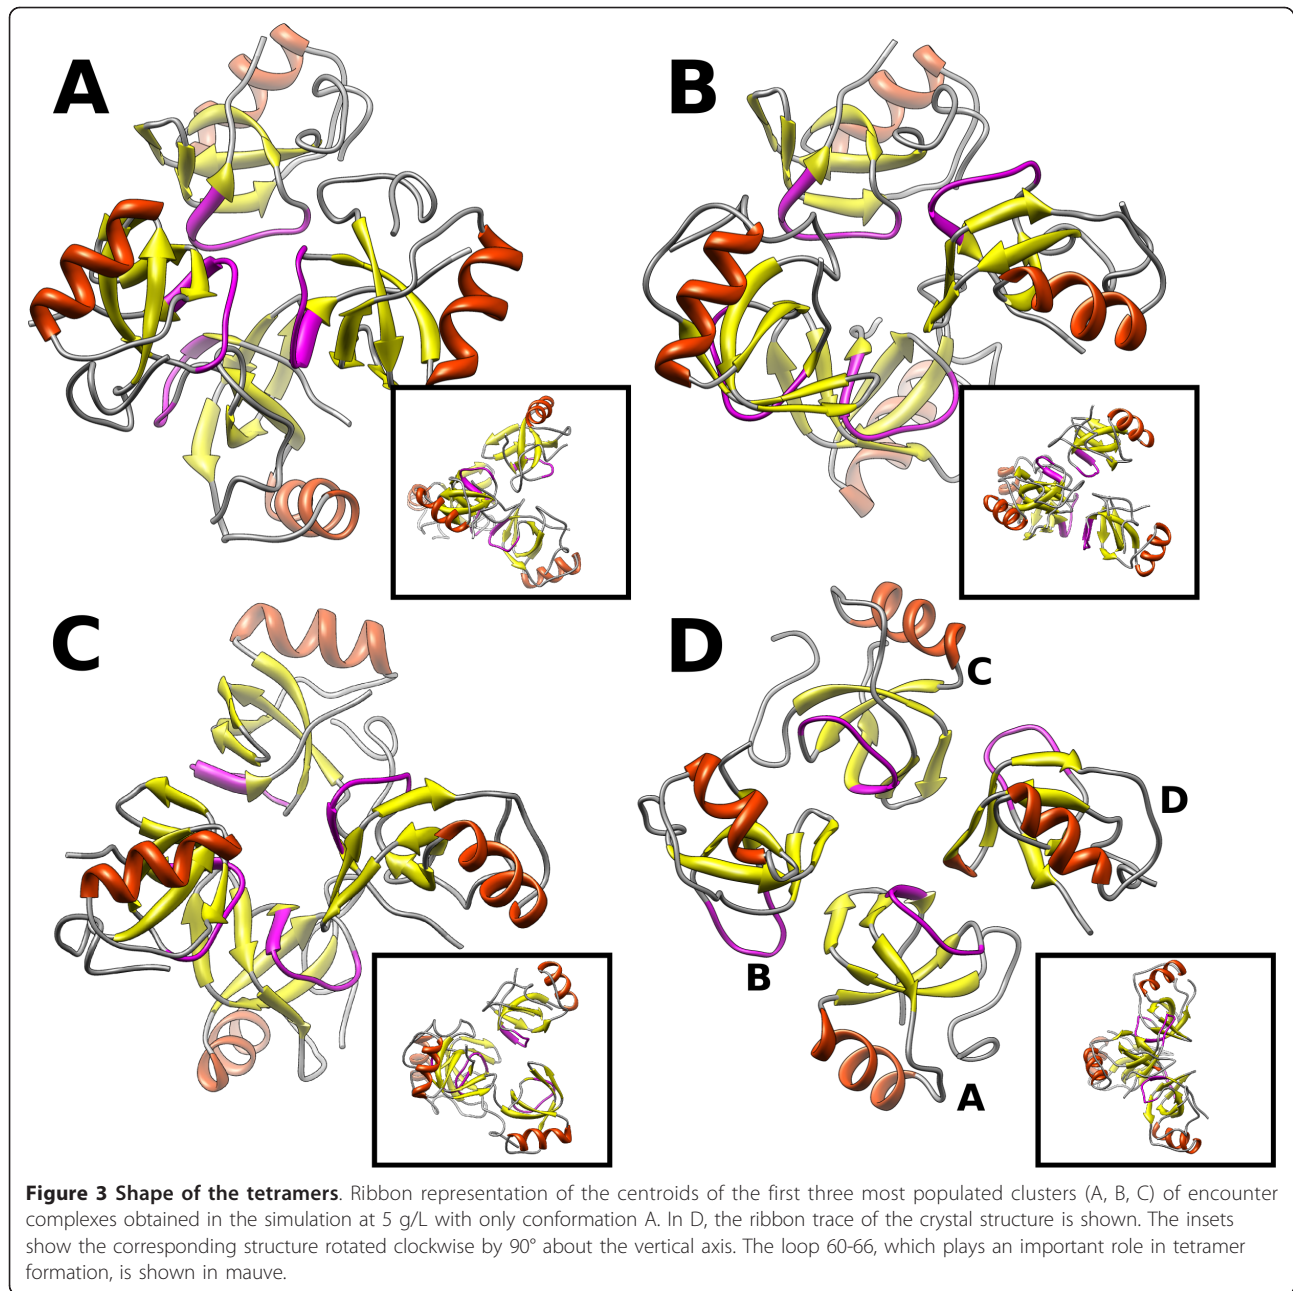 A
B
C
D
C
D
B
A
Figure 3 Shape of the tetramers. Ribbon representation of the centroids of the first three most populated clusters (A, B, C) of encounter
complexes obtained in the simulation at 5 g/L with only conformation A. In D, the ribbon trace of the crystal structure is shown. The insets
show the corresponding structure rotated clockwise by 90° about the vertical axis. The loop 60-66, which plays an important role in tetramer
formation, is shown in mauve.